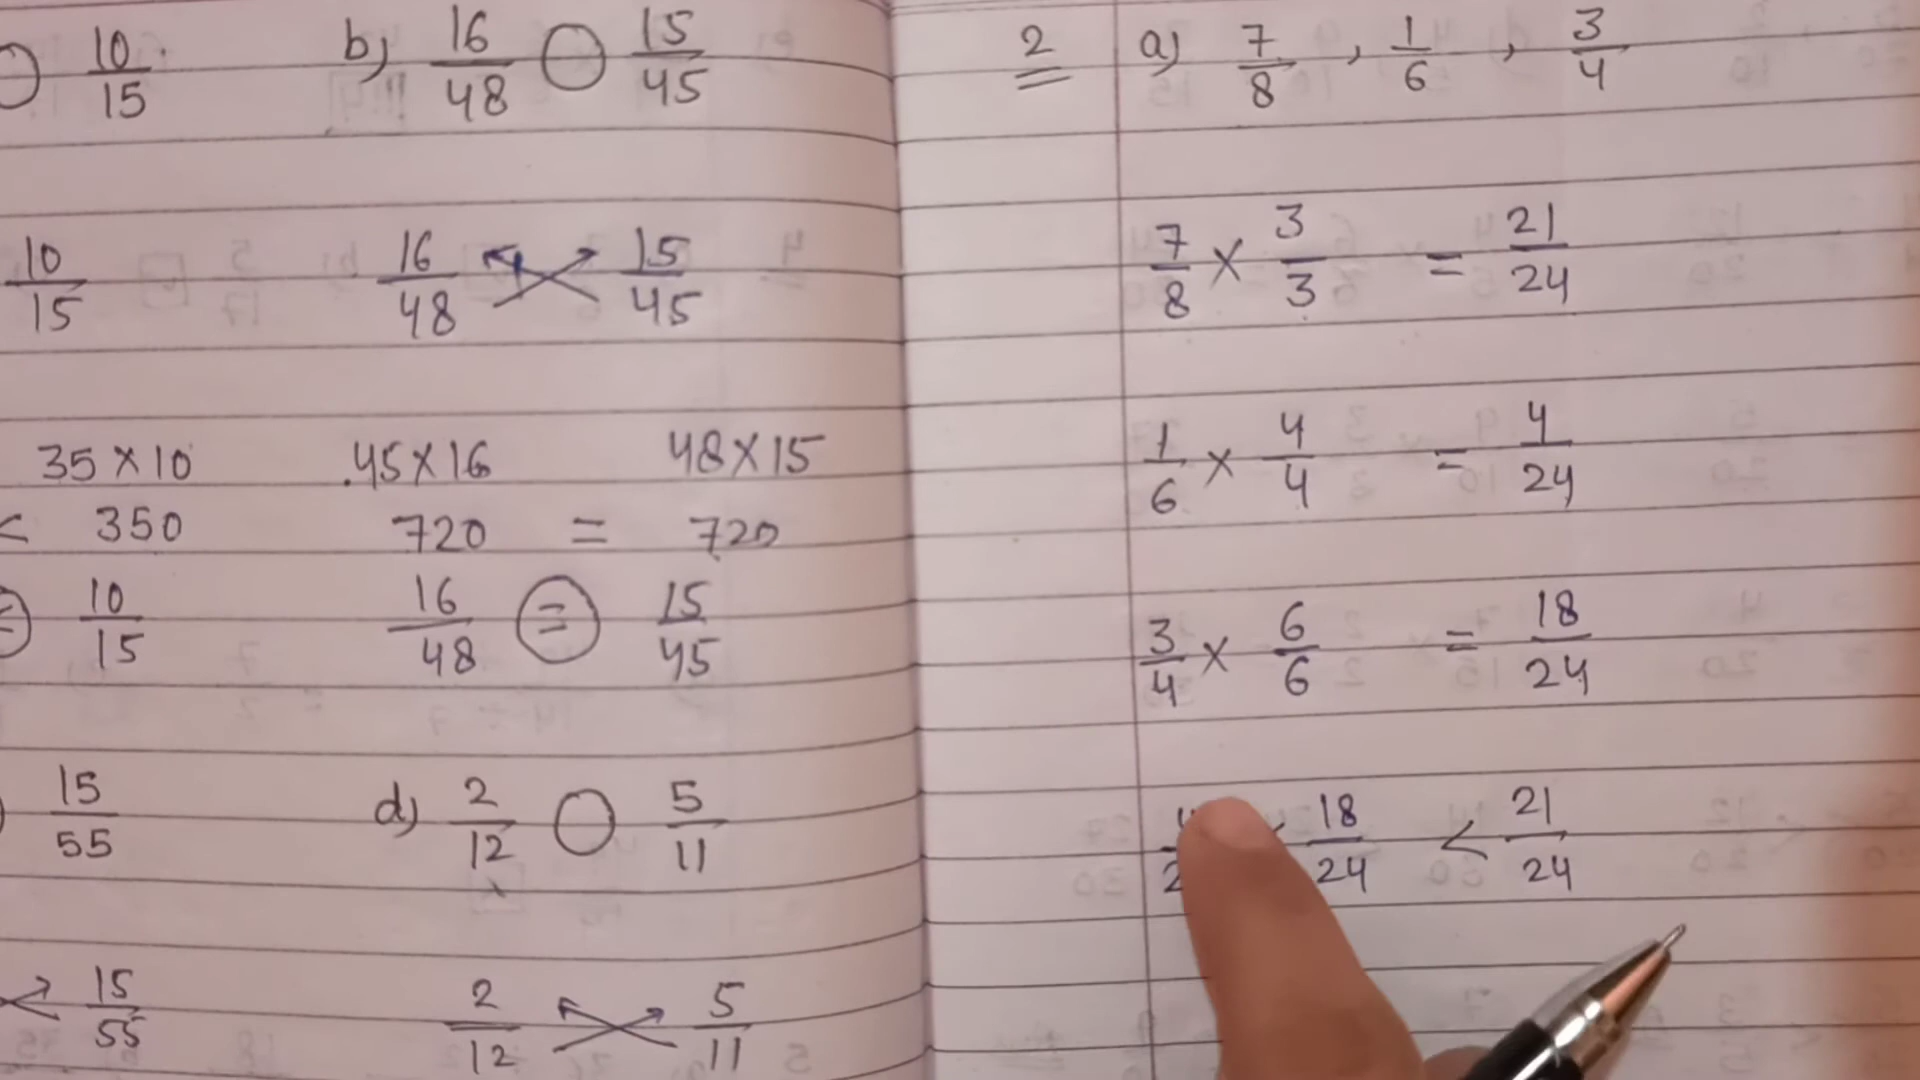 10/15 b) 16/48 ○ 15/45
10/15 16/48 15/45
35×10 .45×16 48×15
< 350 720 = 720
= 10/15 16/48 = 15/45
15/55 d) 2/12 ○ 5/11
15/55 2/12 5/11
2 a) 7/8 , 1/6 , 3/4
7/8 × 3/3 = 21/24
1/6 × 4/4 = 4/24
3/4 × 6/6 = 18/24
18/24 < 21/24